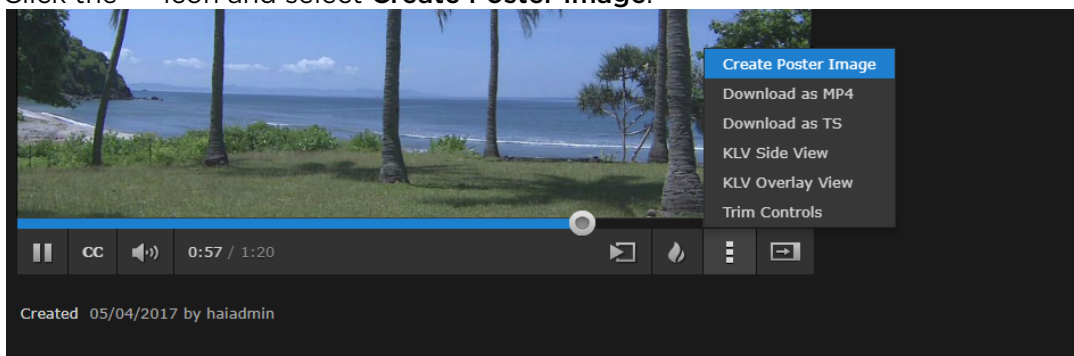 Click the icon and select Create Poster Image.
Create Poster Image
Download as MP4
Download as TS
KLV Side View
KLV Overlay View
Trim Controls
CC 0:57 / 1:20
Created 05/04/2017 by haiadmin